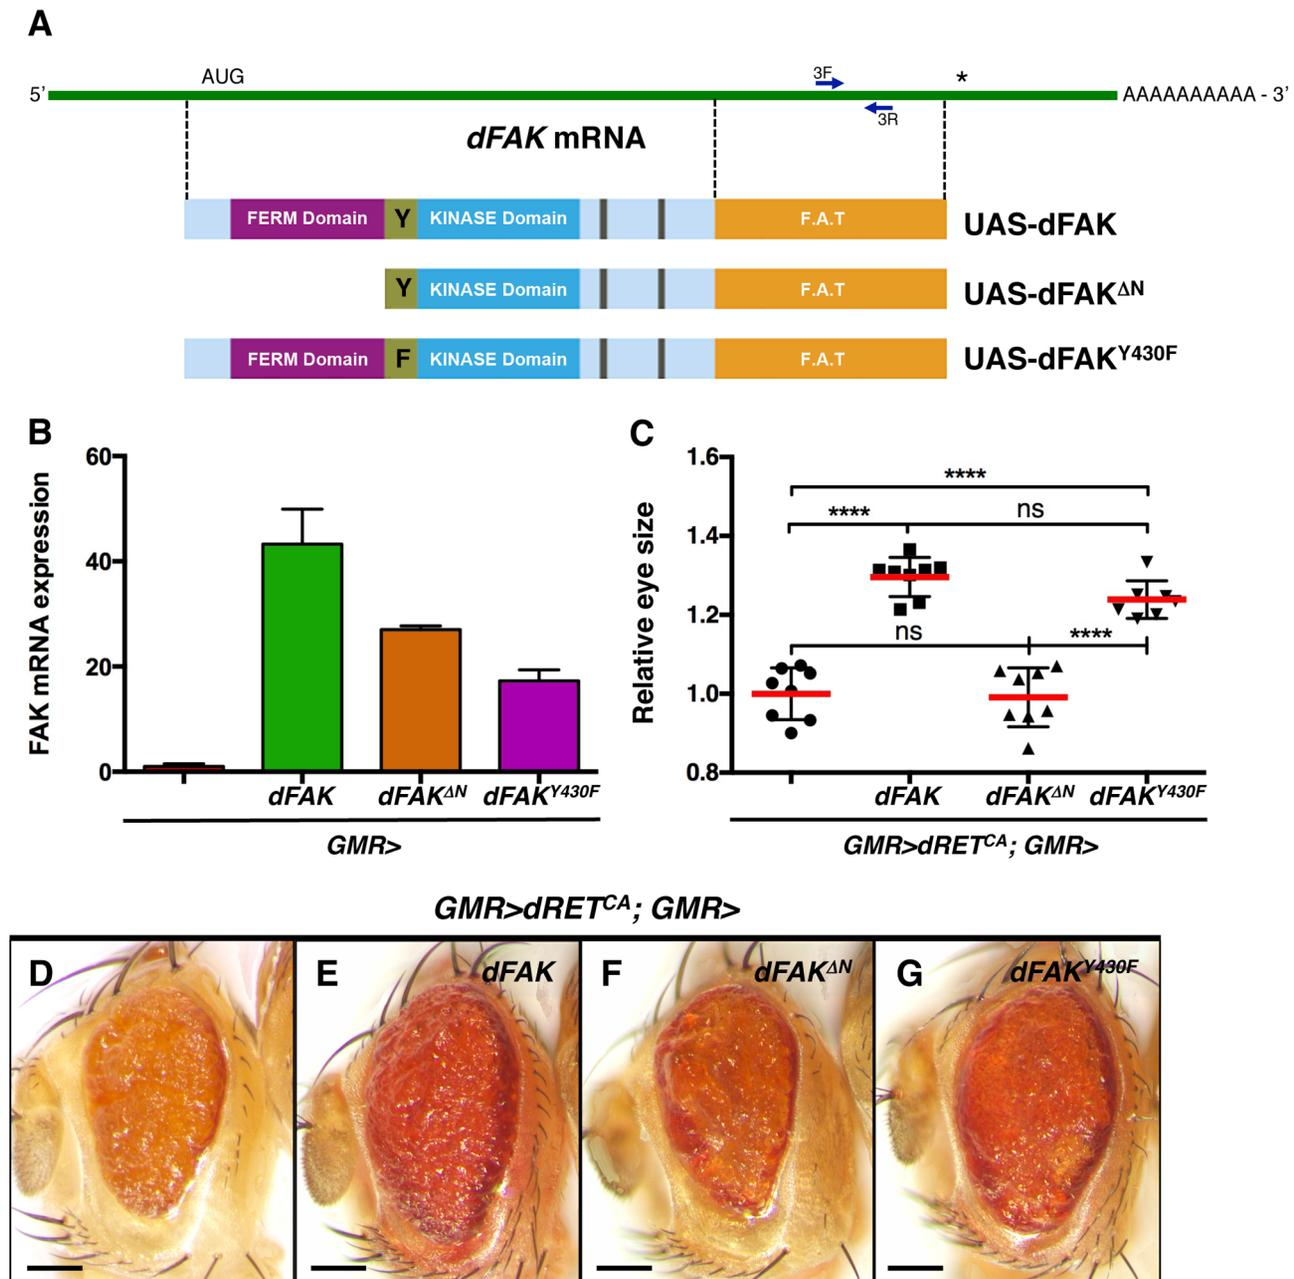 A
AUG
3F
*
5’
AAAAAAAAAA - 3’
3R
dFAK mRNA
FERM Domain Y KINASE Domain F.A.T UAS-dFAK
Y KINASE Domain F.A.T UAS-dFAKΔN
FERM Domain F KINASE Domain F.A.T UAS-dFAKY430F
B
FAK mRNA expression
60
40
20
0
dFAK dFAKΔN dFAKY430F
GMR>
C
Relative eye size
1.6
1.4
1.2
1.0
0.8
****
**** ns
ns ****
dFAK dFAKΔN dFAKY430F
GMR>dRETCA; GMR>
GMR>dRETCA; GMR>
D
E dFAK
F dFAKΔN
G dFAKY430F